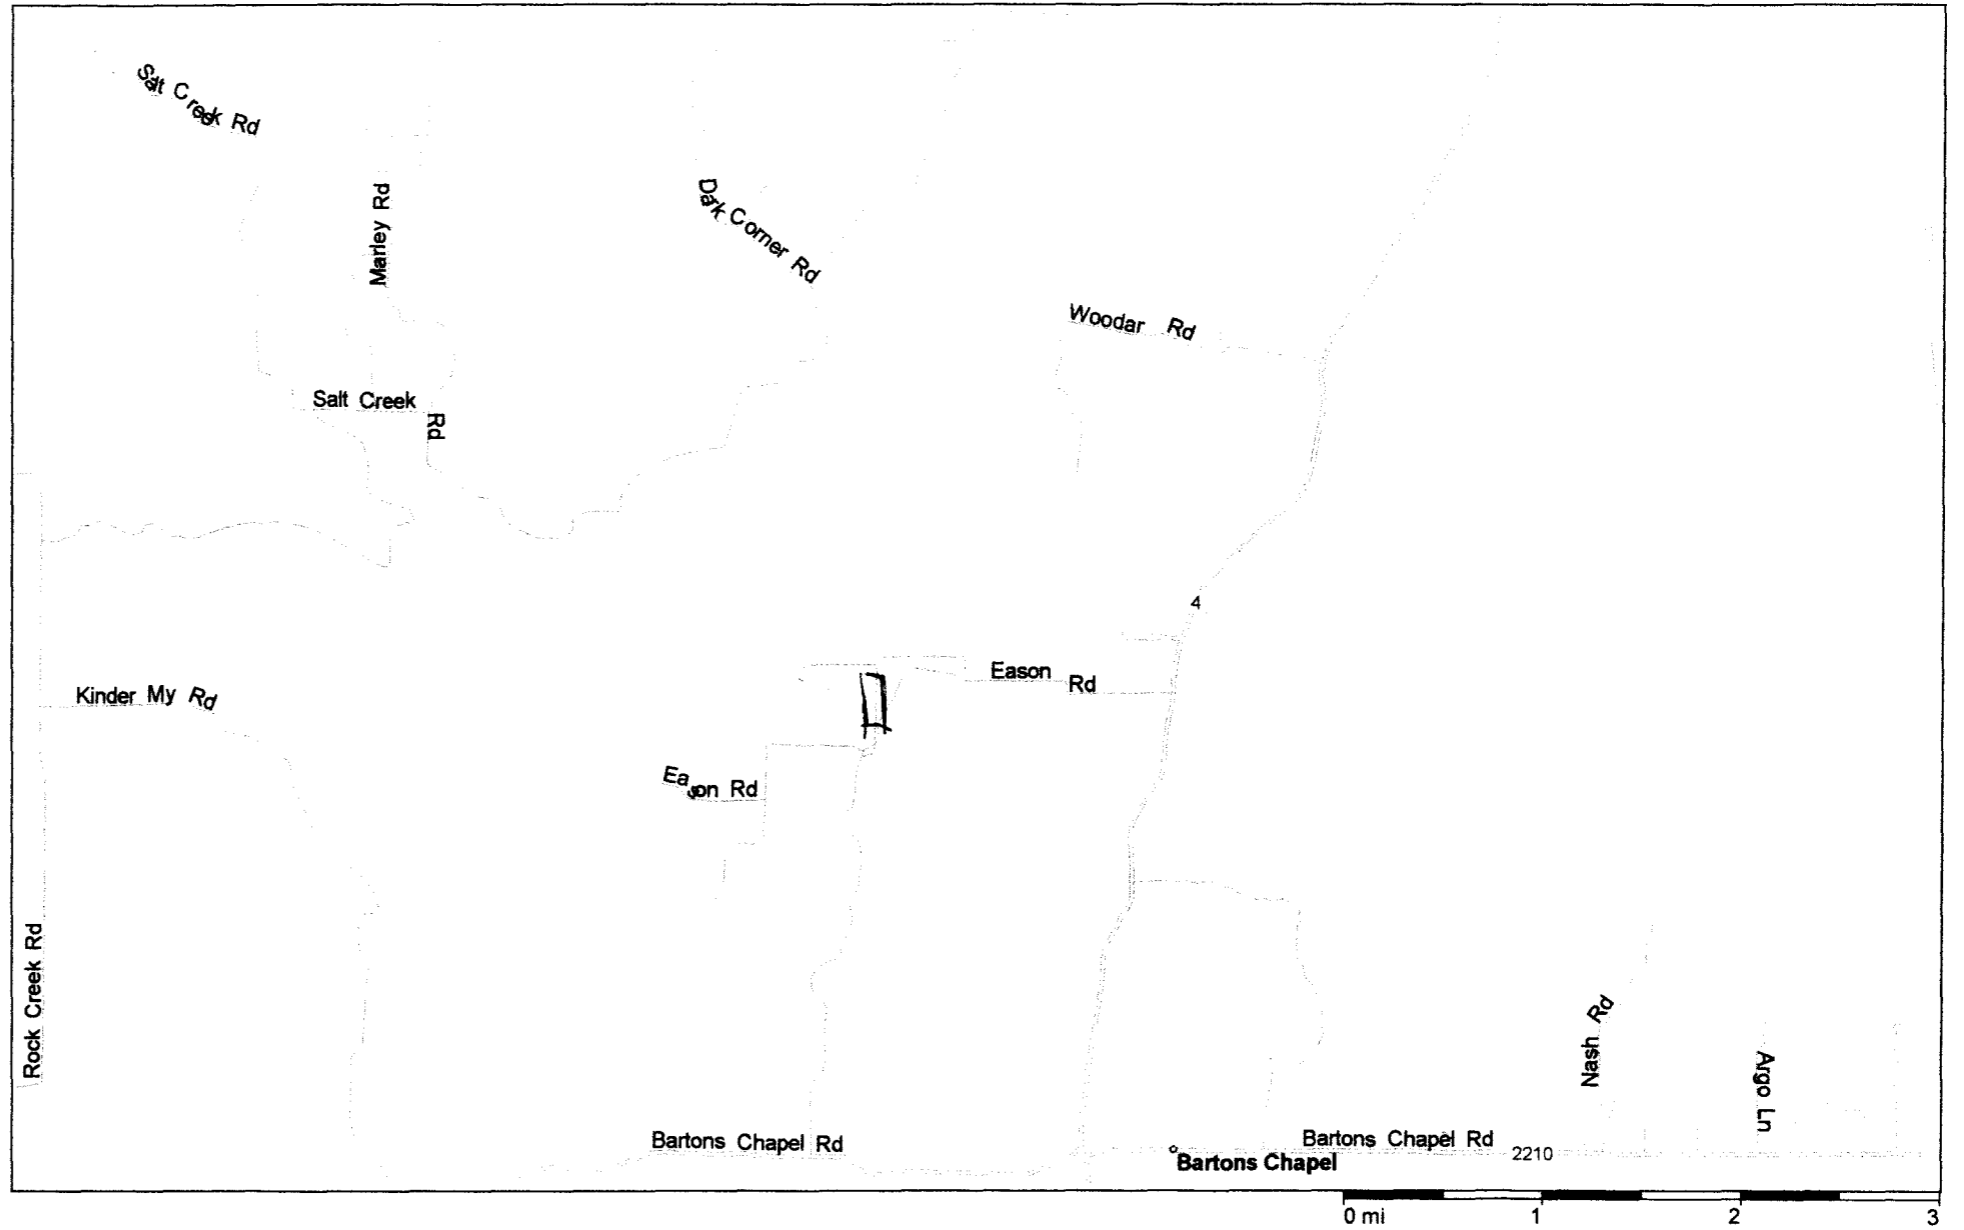 Salt Creek Rd
Marley Rd
Dark Corner Rd
Woodar Rd
Salt Creek Rd
4
Eason Rd
Kinder My Rd
Eason Rd
Rock Creek Rd
Nash Rd
Argo Ln
Bartons Chapel Rd
Bartons Chapel Rd
2210
Bartons Chapel
0 mi 1 2 3